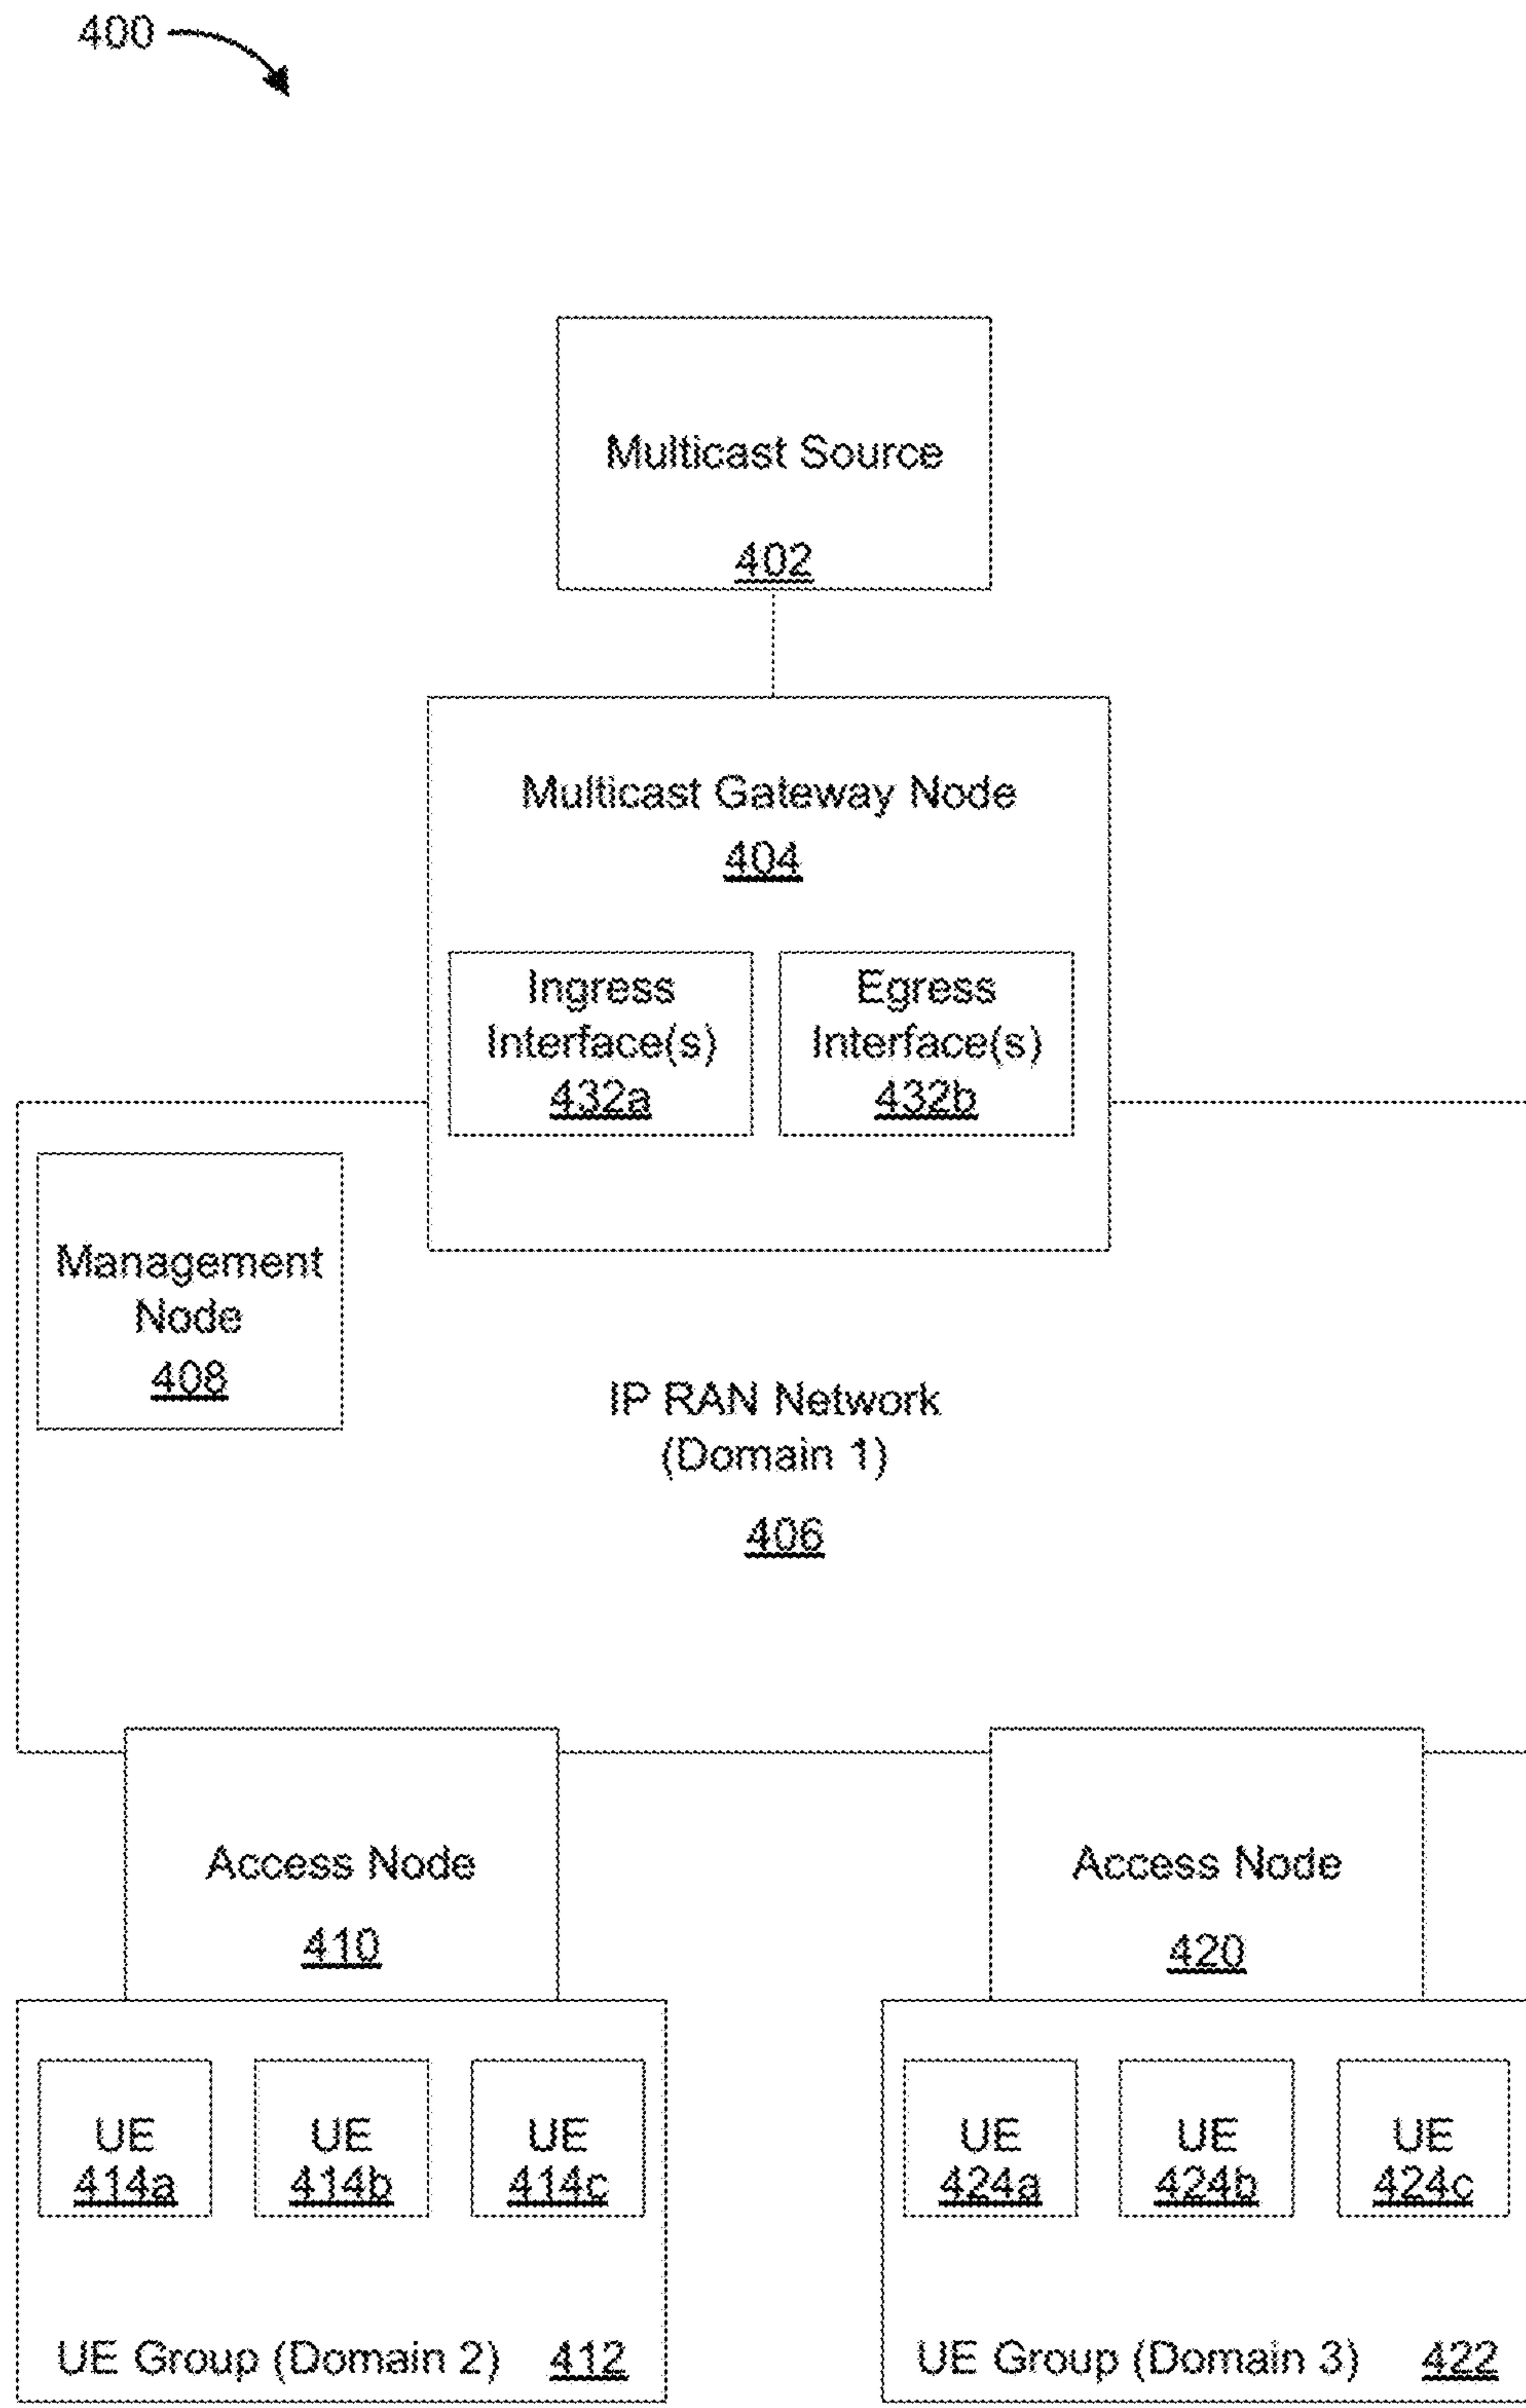 400
Multicast Source
402
Multicast Gateway Node
404
Ingress
Interface(s)
432a
Egress
Interface(s)
432b
Management
Node
408
IP RAN Network
(Domain 1)
406
Access Node
410
Access Node
420
UE
414a
UE
414b
UE
414c
UE Group (Domain 2) 412
UE
424a
UE
424b
UE
424c
UE Group (Domain 3) 422